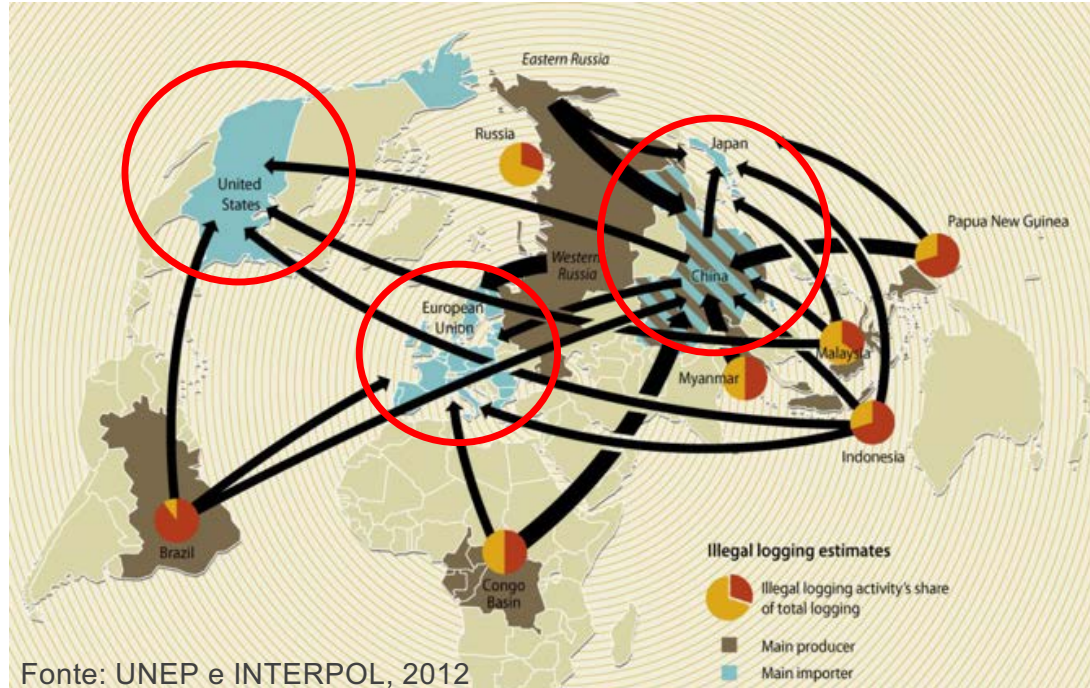 Eastern Russia
Russia
Japan
United
States
Papua New Guinea
Western
Russia
China
European
Union
Malaysia
Myanmar
Indonesia
Brazil
Congo
Basin
Illegal logging estimates
Illegal logging activity's share
of total logging
Main producer
Main importer
Fonte: UNEP e INTERPOL, 2012